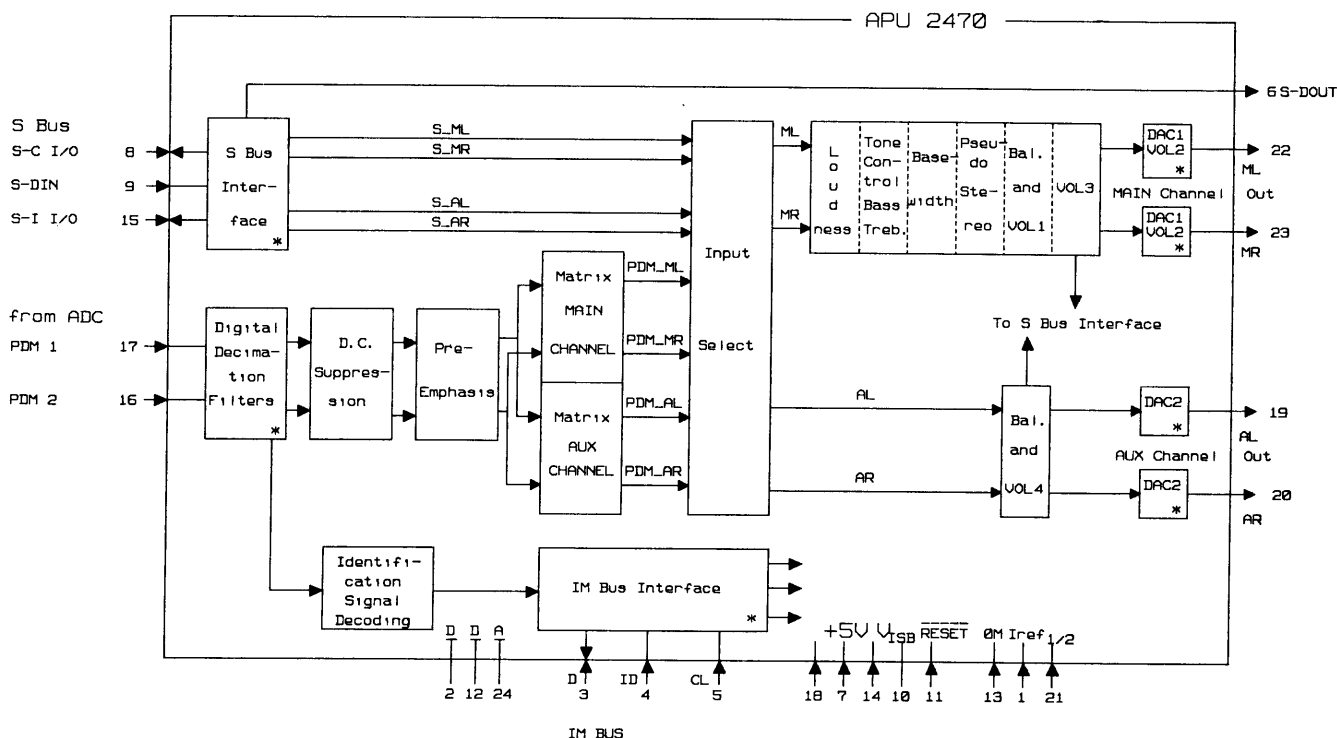 APU 2470
6 S-DOUT
S Bus
S-C I/O 8
S-DIN 9
S-I I/O 15
S Bus
Inter-
face
*
S_ML
S_MR
S_AL
S_AR
Input
Select
ML
MR
Loud
ness
Tone
Con-
trol
Bass
Treb.
Base-
width
Pseu-
do
Ste-
reo
Bal.
and
VOL1
VOL3
DAC1
VOL2
*
22
ML
MAIN Channel Out
DAC1
VOL2
*
23
MR
To S Bus Interface
from ADC
PDM 1 17
PDM 2 16
Digital
Decima-
tion
Filters
*
D.C.
Suppres-
sion
Pre-
Emphasis
Matrix
MAIN
CHANNEL
Matrix
AUX
CHANNEL
PDM_ML
PDM_MR
PDM_AL
PDM_AR
AL
AR
Bal.
and
VOL4
DAC2
*
19
AL
AUX Channel Out
DAC2
*
20
AR
Identifi-
cation
Signal
Decoding
IM Bus Interface
*
D D A
2 12 24
D ID CL
3 4 5
IM BUS
+5V V ISB RESET ØM Iref 1/2
18 7 14 10 11 13 1 21